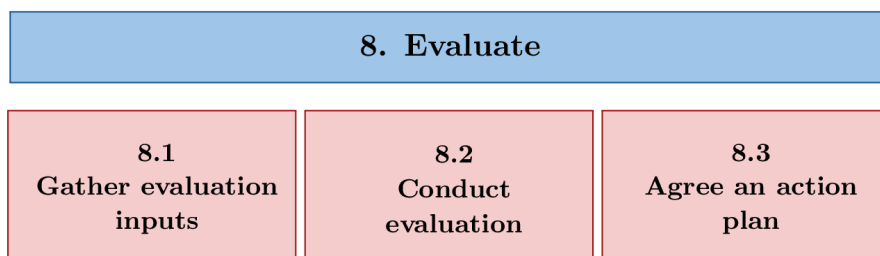 8. Evaluate
8.1
Gather evaluation
inputs
8.2
Conduct
evaluation
8.3
Agree an action
plan